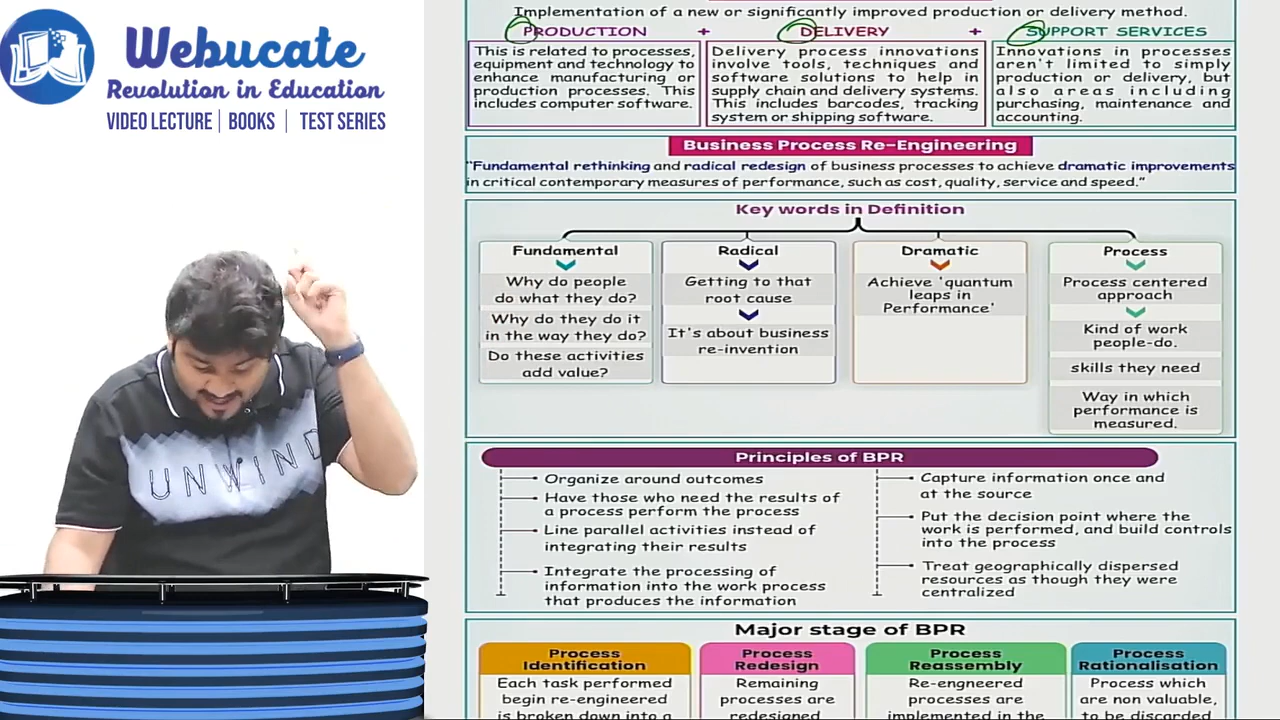 Webucate
Revolution in Education
VIDEO LECTURE | BOOKS | TEST SERIES
UNWIND
Implementation of a new or significantly improved production or delivery method.
PRODUCTION + DELIVERY + SUPPORT SERVICES
This is related to processes,
equipment and technology to
enhance manufacturing or
production processes. This
includes computer software.
Delivery process innovations
involve tools, techniques and
software solutions to help in
supply chain and delivery systems.
This includes barcodes, tracking
system or shipping software.
Innovations in processes
aren't limited to simply
production or delivery, but
also areas including
purchasing, maintenance and
accounting.
Business Process Re-Engineering
"Fundamental rethinking and radical redesign of business processes to achieve dramatic improvements
in critical contemporary measures of performance, such as cost, quality, service and speed."
Key words in Definition
Fundamental
Why do people
do what they do?
Why do they do it
in the way they do?
Do these activities
add value?
Radical
Getting to that
root cause
It's about business
re-invention
Dramatic
Achieve 'quantum
leaps in
Performance'
Process
Process centered
approach
Kind of work
people-do.
skills they need
Way in which
performance is
measured.
Principles of BPR
Organize around outcomes
Have those who need the results of
a process perform the process
Line parallel activities instead of
integrating their results
Integrate the processing of
information into the work process
that produces the information
Capture information once and
at the source
Put the decision point where the
work is performed, and build controls
into the process
Treat geographically dispersed
resources as though they were
centralized
Major stage of BPR
Process
Identification
Each task performed
begin re-engineered
is broken down into a
Process
Redesign
Remaining
processes are
redesigned
Process
Reassembly
Re-engneered
processes are
implemented in the
Process
Rationalisation
Process which
are non valuable,
to be discarded